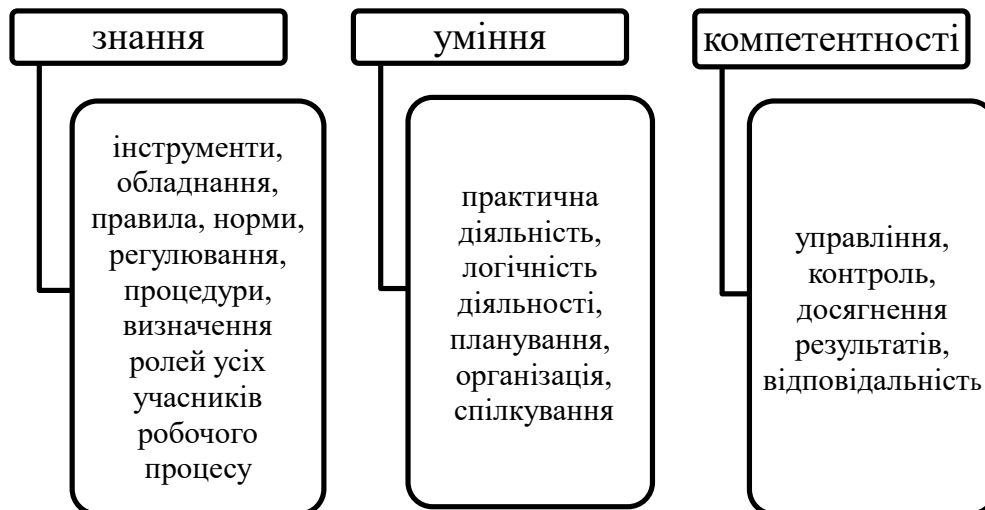 знання
інструменти,
обладнання,
правила, норми,
регулювання,
процедури,
визначення
ролей усіх
учасників
робочого
процесу
уміння
практична
діяльність,
логічність
діяльності,
планування,
організація,
спілкування
компетентності
управління,
контроль,
досягнення
результатів,
відповідальність